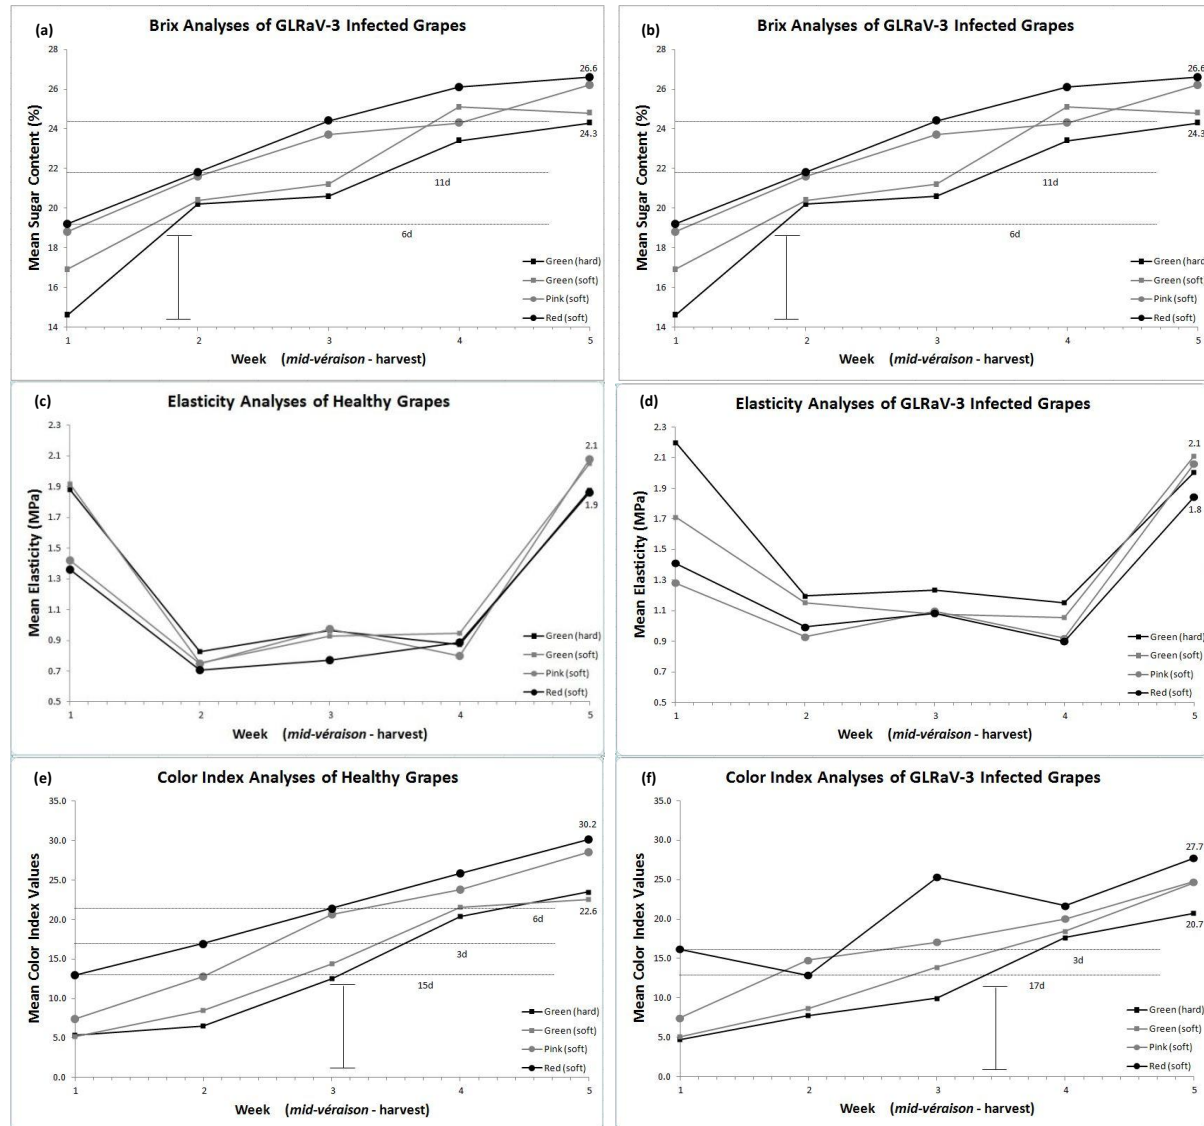 (a)
Brix Analyses of GLRaV-3 Infected Grapes
28
26
24
22
20
18
16
14
Mean Sugar Content (%)
26.6
24.3
11d
6d
Green (hard)
Green (soft)
Pink (soft)
Red (soft)
1 2 3 4 5
Week (mid-véraison - harvest)
(b)
Brix Analyses of GLRaV-3 Infected Grapes
28
26
24
22
20
18
16
14
Mean Sugar Content (%)
26.6
24.3
11d
6d
Green (hard)
Green (soft)
Pink (soft)
Red (soft)
1 2 3 4 5
Week (mid-véraison - harvest)
(c)
Elasticity Analyses of Healthy Grapes
2.3
2.1
1.9
1.7
1.5
1.3
1.1
0.9
0.7
0.5
Mean Elasticity (MPa)
2.1
1.9
Green (hard)
Green (soft)
Pink (soft)
Red (soft)
1 2 3 4 5
Week (mid-véraison - harvest)
(d)
Elasticity Analyses of GLRaV-3 Infected Grapes
2.3
2.1
1.9
1.7
1.5
1.3
1.1
0.9
0.7
0.5
Mean Elasticity (MPa)
2.1
1.8
Green (hard)
Green (soft)
Pink (soft)
Red (soft)
1 2 3 4 5
Week (mid-véraison - harvest)
(e)
Color Index Analyses of Healthy Grapes
35.0
30.0
25.0
20.0
15.0
10.0
5.0
0.0
Mean Color Index Values
30.2
22.6
6d
3d
15d
Green (hard)
Green (soft)
Pink (soft)
Red (soft)
1 2 3 4 5
Week (mid-véraison - harvest)
(f)
Color Index Analyses of GLRaV-3 Infected Grapes
35.0
30.0
25.0
20.0
15.0
10.0
5.0
0.0
Mean Color Index Values
27.7
20.7
3d
17d
Green (hard)
Green (soft)
Pink (soft)
Red (soft)
1 2 3 4 5
Week (mid-véraison - harvest)